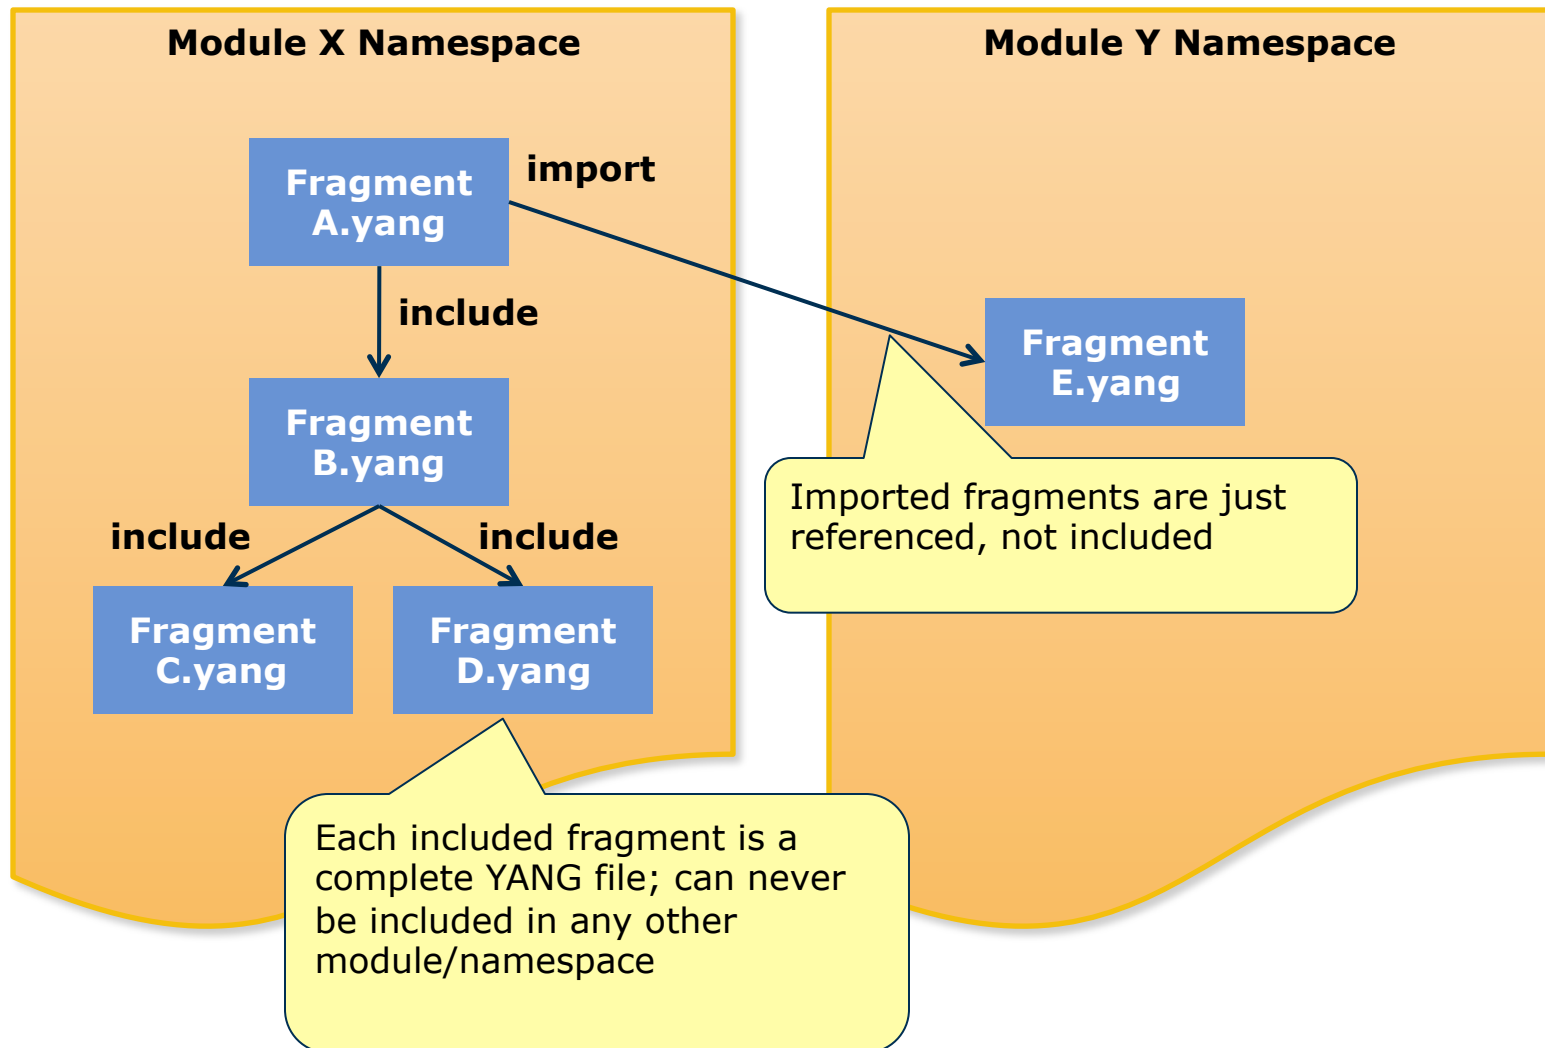 Module X Namespace
Module Y Namespace
Fragment
A.yang
import
include
Fragment
E.yang
Fragment
B.yang
Imported fragments are just
referenced, not included
include
include
Fragment
C.yang
Fragment
D.yang
Each included fragment is a
complete YANG file; can never
be included in any other
module/namespace